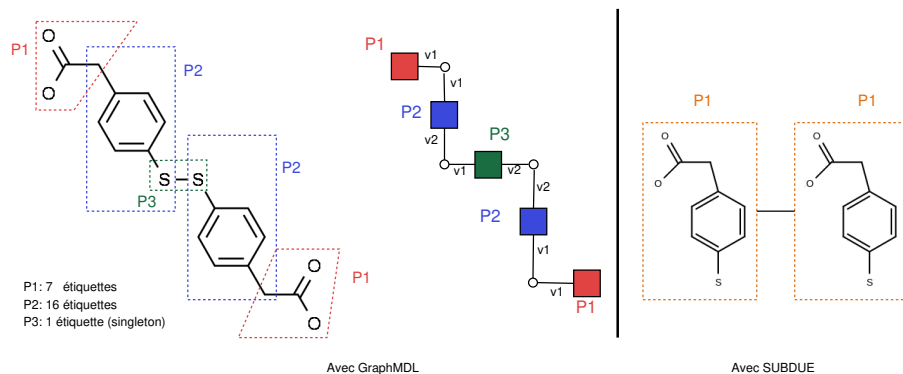 O
P1
O
P2
S S
P3
P2
O
P1
O
P1: 7 étiquettes
P2: 16 étiquettes
P3: 1 étiquette (singleton)
P1
v1
v1
P2
v2
P3
v1
v2
v2
P2
v1
v1
P1
Avec GraphMDL
P1
P1
O
O
S
O
O
S
Avec SUBDUE